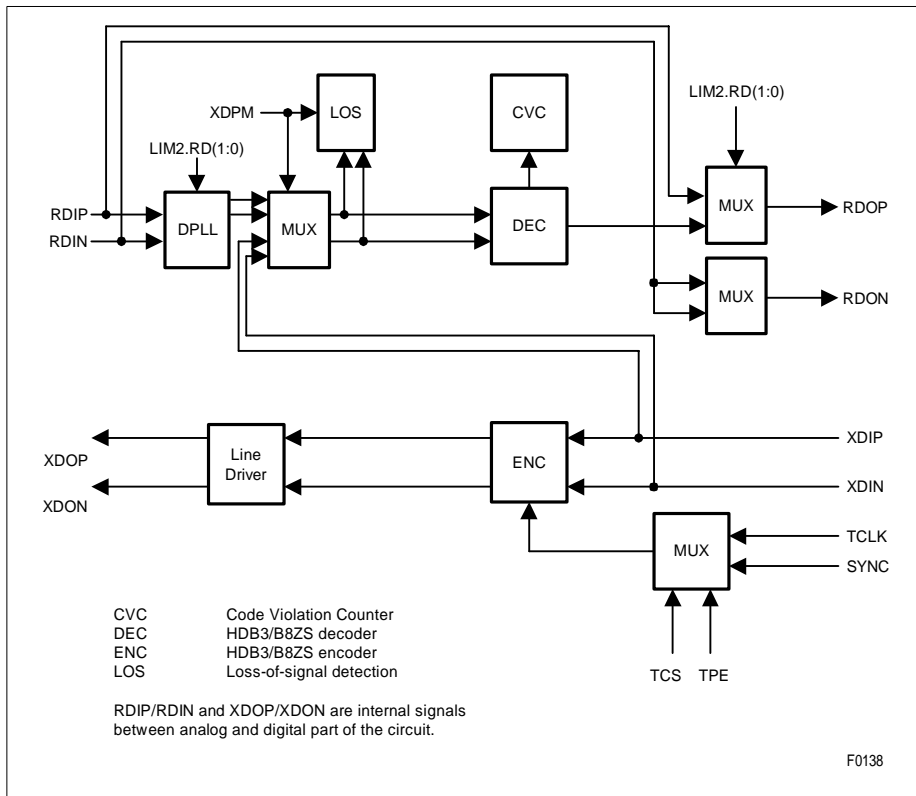 LIM2.RD(1:0)
XDPM
LOS
CVC
LIM2.RD(1:0)
RDIP
RDIN
DPLL
MUX
DEC
MUX
RDOP
MUX
RDON
XDOP
XDON
Line
Driver
ENC
XDIP
XDIN
MUX
TCLK
SYNC
TCS
TPE
CVC Code Violation Counter
DEC HDB3/B8ZS decoder
ENC HDB3/B8ZS encoder
LOS Loss-of-signal detection
RDIP/RDIN and XDOP/XDON are internal signals
between analog and digital part of the circuit.
F0138